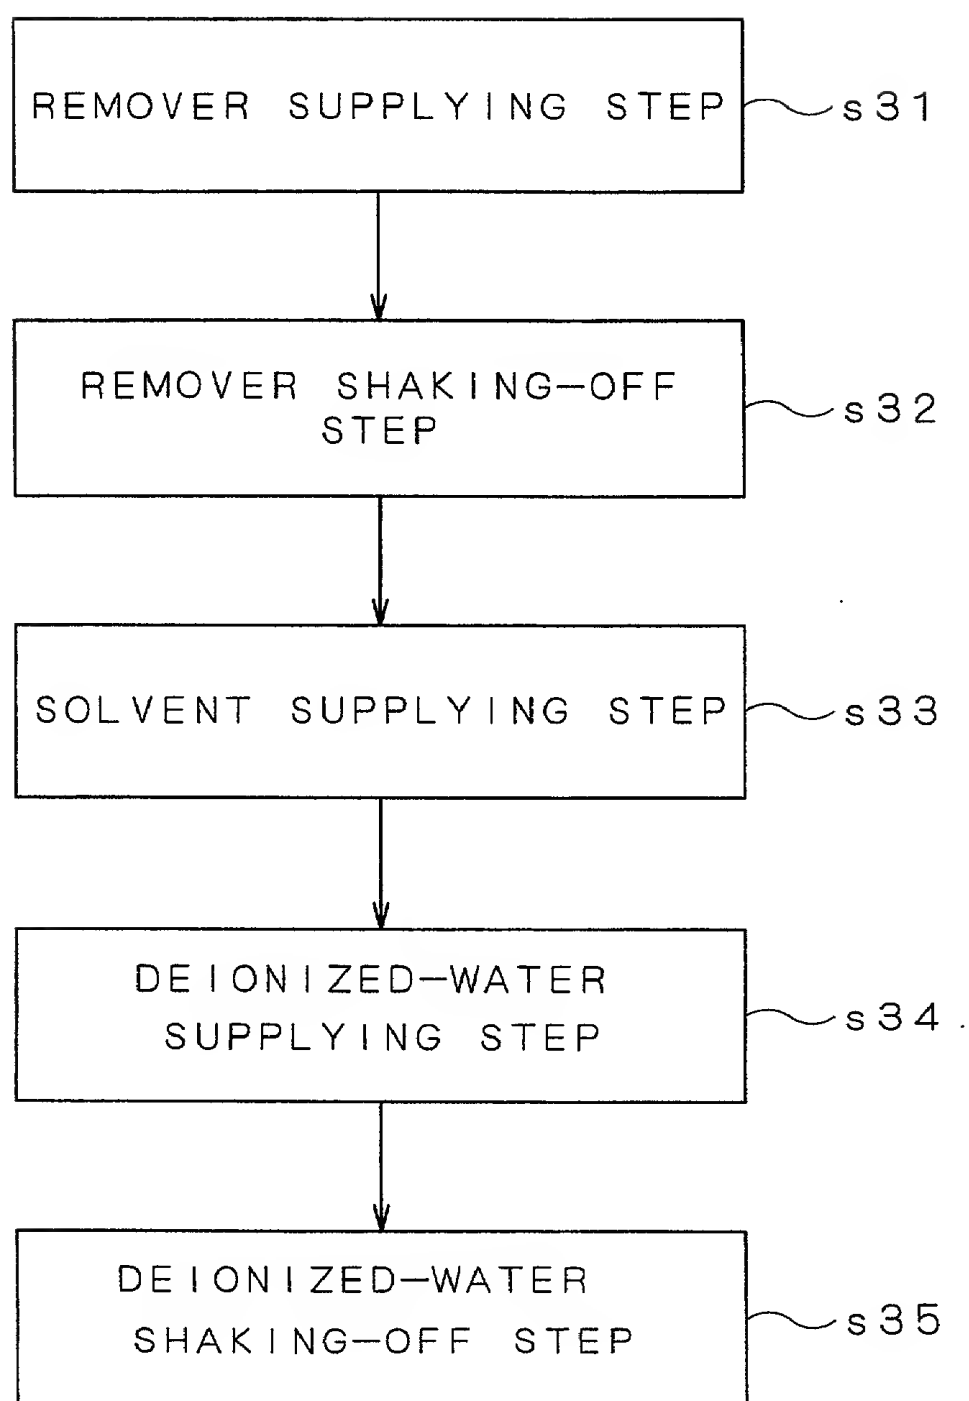 REMOVER SUPPLYING STEP s31
REMOVER SHAKING-OFF
STEP
s32
SOLVENT SUPPLYING STEP s33
DEIONIZED-WATER
SUPPLYING STEP
s34
DEIONIZED-WATER
SHAKING-OFF STEP
s35